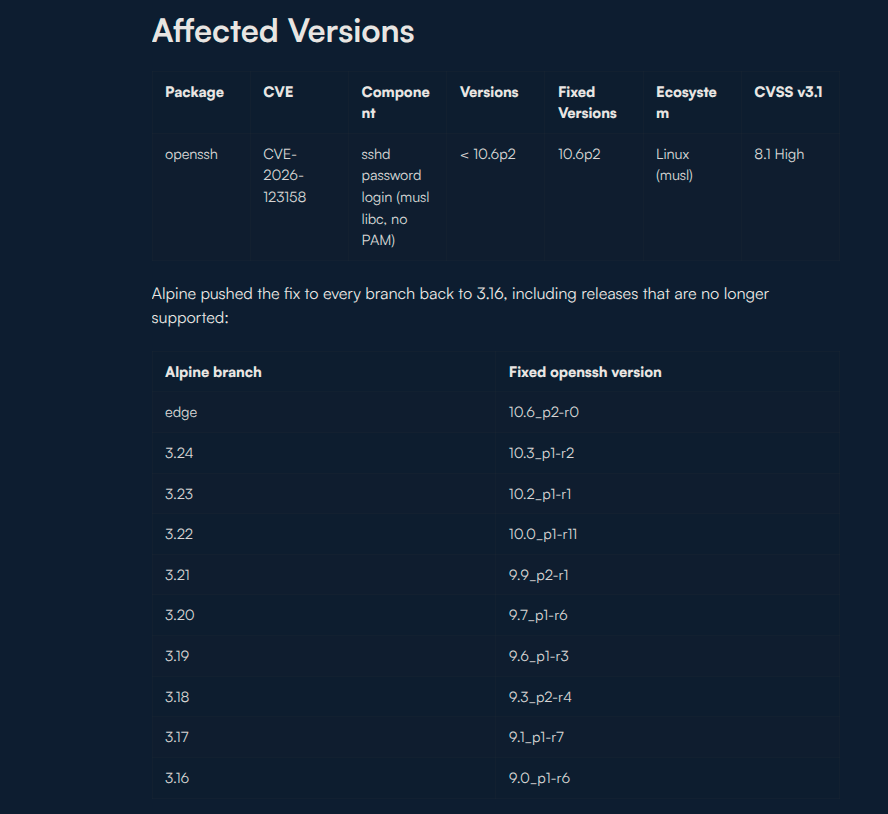 Affected Versions
Package CVE Compone
nt Versions Fixed
Versions Ecosyste
m CVSS v3.1
openssh CVE-
2026-
123158 sshd
password
login (musl
libc, no
PAM) < 10.6p2 10.6p2 Linux
(musl) 8.1 High
Alpine pushed the fix to every branch back to 3.16, including releases that are no longer
supported:
Alpine branch Fixed openssh version
edge 10.6_p2-r0
3.24 10.3_p1-r2
3.23 10.2_p1-r1
3.22 10.0_p1-r11
3.21 9.9_p2-r1
3.20 9.7_p1-r6
3.19 9.6_p1-r3
3.18 9.3_p2-r4
3.17 9.1_p1-r7
3.16 9.0_p1-r6